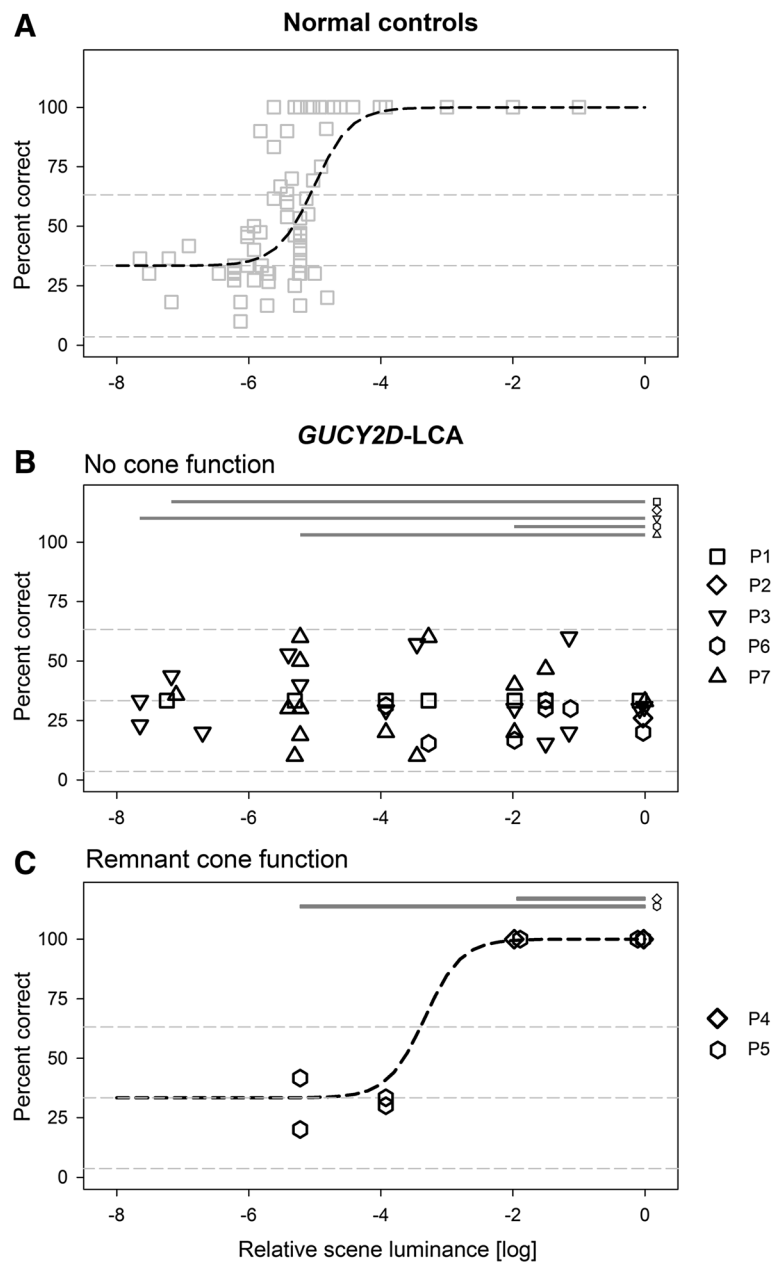 A
Normal controls
Percent correct
100
75
50
25
0
-8 -6 -4 -2 0
GUCY2D-LCA
B
No cone function
Percent correct
100
75
50
25
0
-8 -6 -4 -2 0
P1
P2
P3
P6
P7
C
Remnant cone function
Percent correct
100
75
50
25
0
-8 -6 -4 -2 0
P4
P5
Relative scene luminance [log]